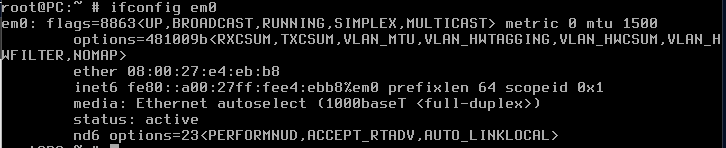 root@PC:~ # ifconfig em0
em0: flags=8863<UP,BROADCAST,RUNNING,SIMPLEX,MULTICAST> metric 0 mtu 1500
options=481009b<RXCSUM,TXCSUM,VLAN_MTU,VLAN_HWTAGGING,VLAN_HWCSUM,VLAN_H
WFILTER,NOMAP>
ether 08:00:27:e4:eb:b8
inet6 fe80::a00:27ff:fee4:ebb8%em0 prefixlen 64 scopeid 0x1
media: Ethernet autoselect (1000baseT <full-duplex>)
status: active
nd6 options=23<PERFORMNUD,ACCEPT_RTADV,AUTO_LINKLOCAL>